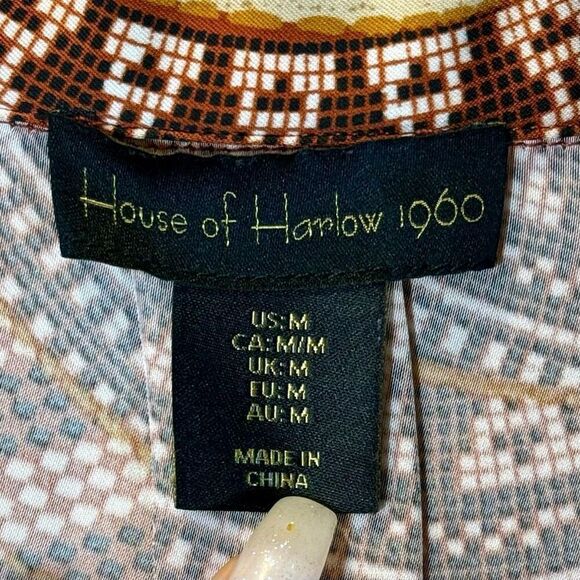 House of Harlow 1960
US: M
CA: M/M
UK: M
EU: M
AU: M
MADE IN
CHINA